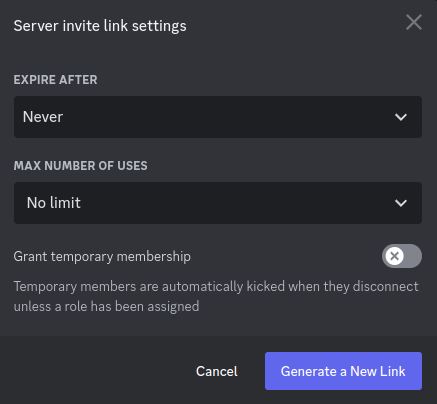 Server invite link settings
EXPIRE AFTER
Never
MAX NUMBER OF USES
No limit
Grant temporary membership
Temporary members are automatically kicked when they disconnect
unless a role has been assigned
Cancel
Generate a New Link